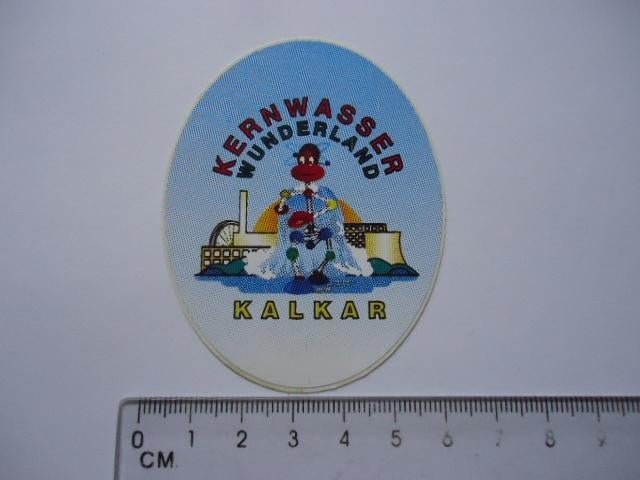 KERNWASSER
WUNDERLAND
KALKAR
0 1 2 3 4 5 6 7 8 9
CM.